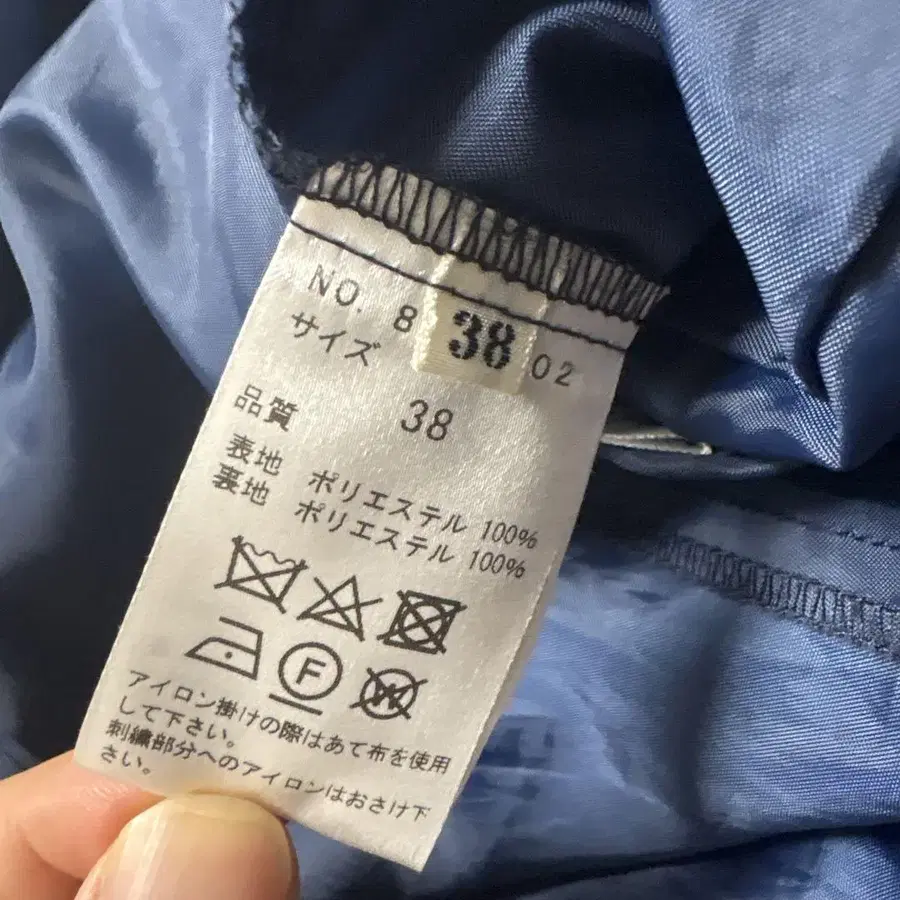 NO. 8
38
02
サイズ
38
品質
表地 ポリエステル 100%
裏地 ポリエステル 100%
F
W
アイロン掛けの際はあて布を使用
して下さい。
刺繍部分へのアイロンはおさけ下
さい。